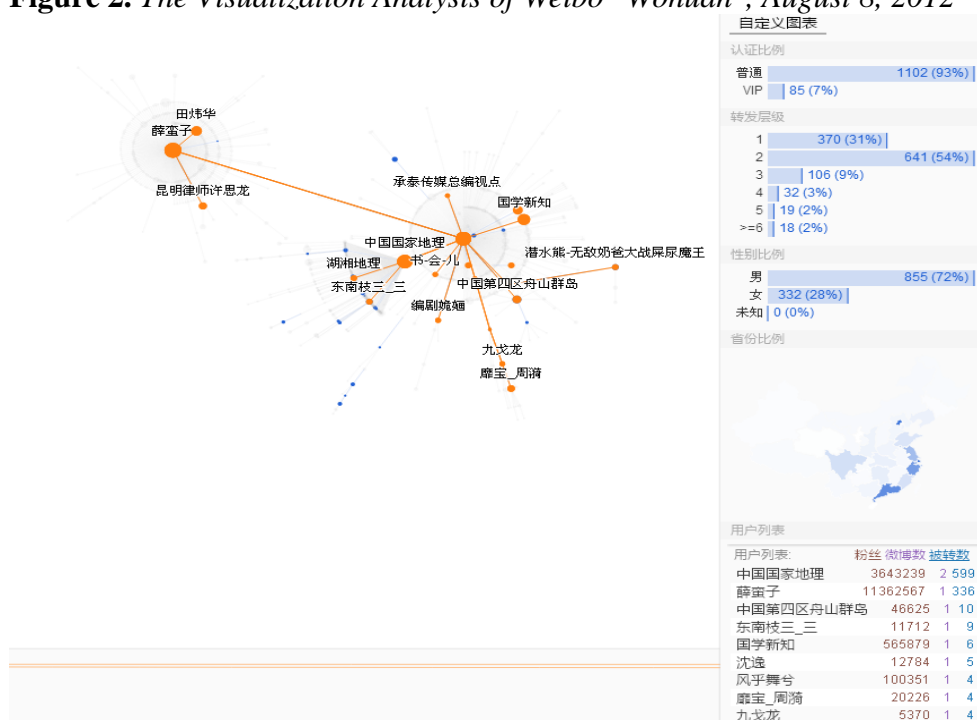 Figure 2. The Visualization Analysis of Weibo "Wohuan", August 8, 2012
田炜华
薛蛮子
昆明律师许思龙
承泰传媒总编视点
国学新知
中国国家地理
潜水熊-无敌奶爸大战屎尿魔王
湖湘地理
书-会-儿
东南枝三_三
中国第四区舟山群岛
编剧姽婳
九戈龙
靡宝_周漪
自定义图表
认证比例
普通 1102 (93%)
VIP 85 (7%)
转发层级
1 370 (31%)
2 641 (54%)
3 106 (9%)
4 32 (3%)
5 19 (2%)
>=6 18 (2%)
性别比例
男 855 (72%)
女 332 (28%)
未知 0 (0%)
省份比例
用户列表
用户列表: 粉丝 微博数 被转数
中国国家地理 3643239 2 599
薛蛮子 11362567 1 336
中国第四区舟山群岛 46625 1 10
东南枝三_三 11712 1 9
国学新知 565879 1 6
沈逸 12784 1 5
风乎舞兮 100351 1 4
靡宝_周漪 20226 1 4
九戈龙 5370 1 4